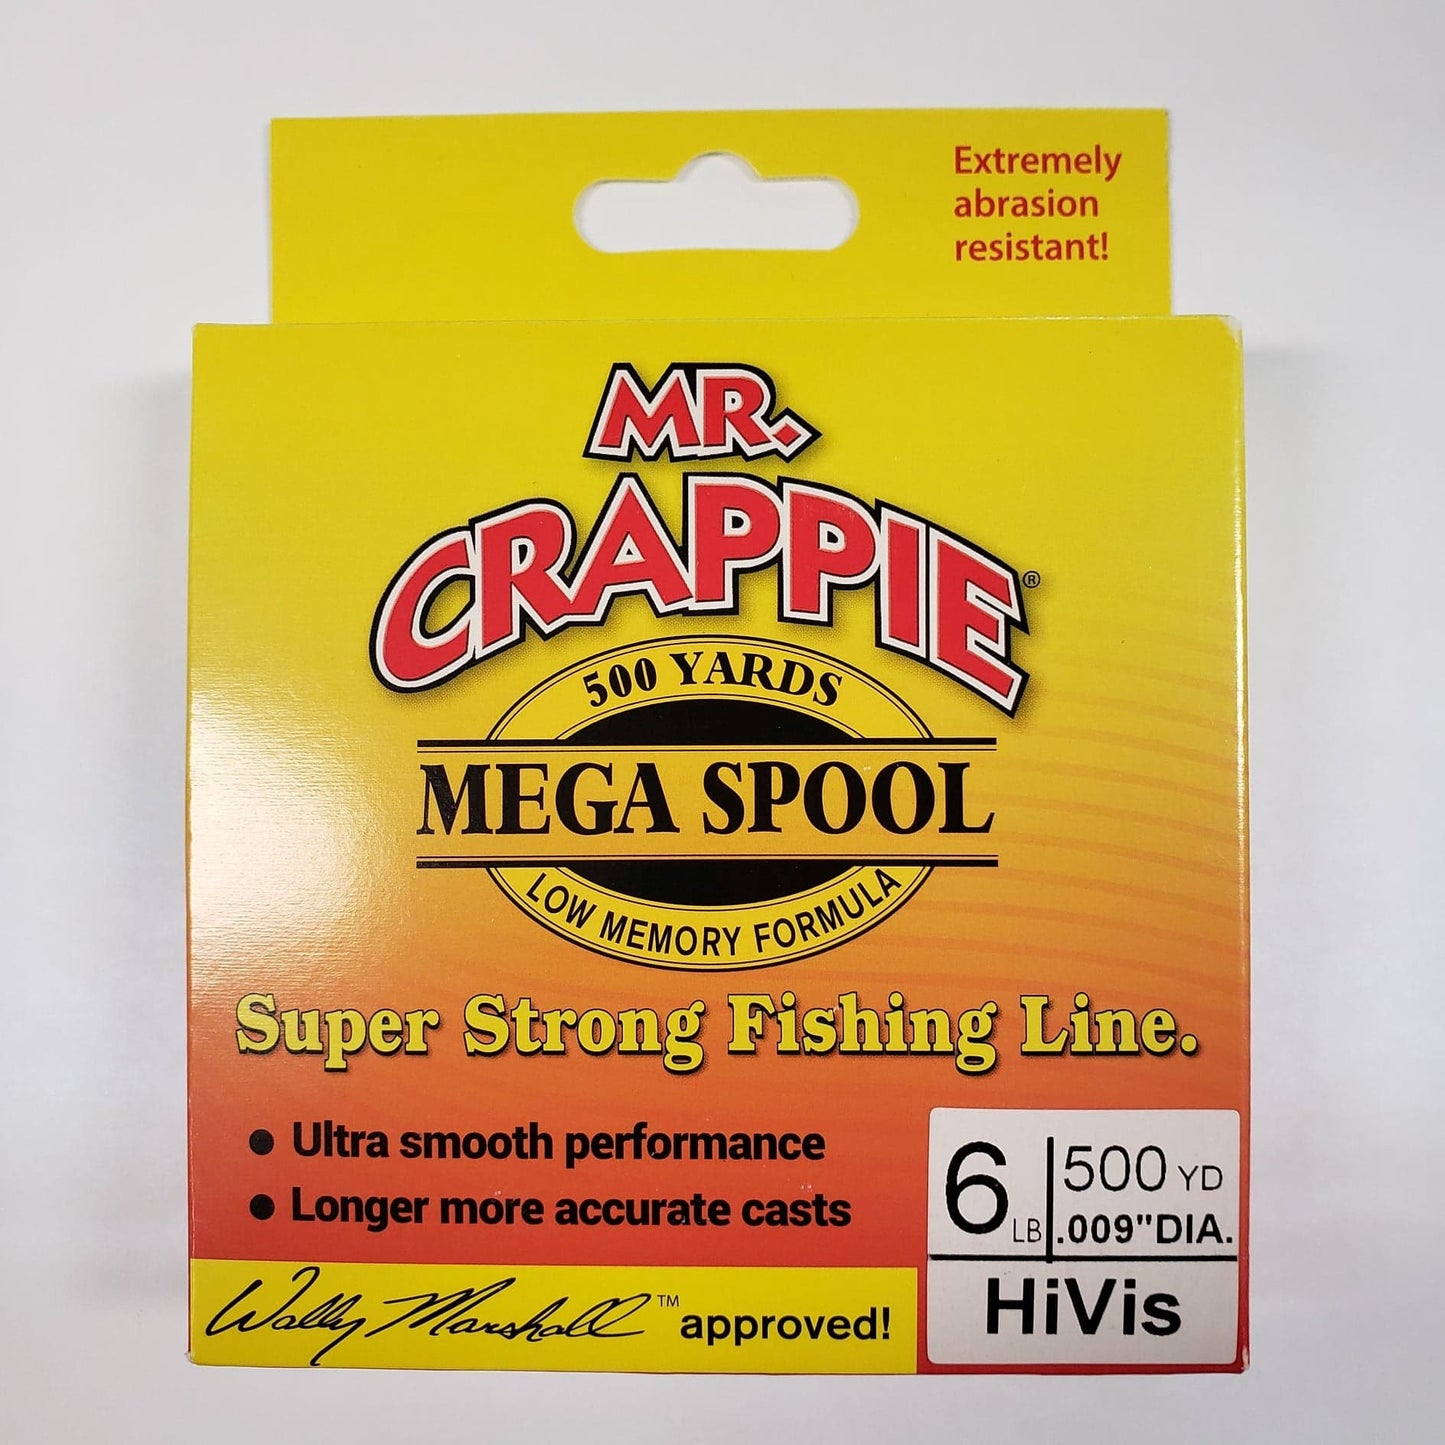 Extremely
abrasion
resistant!
MR.
CRAPPIE®
500 YARDS
MEGA SPOOL
LOW MEMORY FORMULA
Super Strong Fishing Line.
• Ultra smooth performance
• Longer more accurate casts
Wally Marshall™ approved!
6 LB
500 YD
.009"DIA.
HiVis